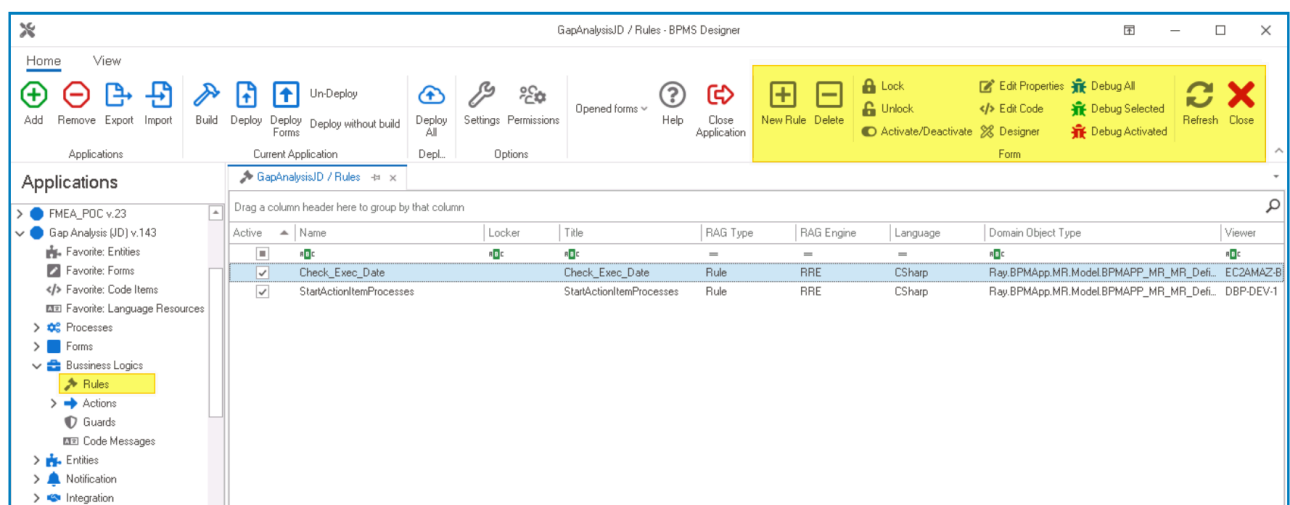 GapAnalysisJD / Rules - BPMS Designer
Home View
Add Remove Export Import
Applications
Build Deploy Deploy Forms Un-Deploy Deploy without build
Current Application
Deploy All
Depl...
Settings Permissions
Options
Opened forms
Help
Close Application
New Rule Delete
Lock Edit Properties Debug All
Unlock Edit Code Debug Selected
Activate/Deactivate Designer Debug Activated
Refresh Close
Form
Applications
FMEA_POC v.23
Gap Analysis (JD) v.143
Favorite: Entities
Favorite: Forms
Favorite: Code Items
Favorite: Language Resources
Processes
Forms
Bussiness Logics
Rules
Actions
Guards
Code Messages
Entities
Notification
Integration
GapAnalysisJD / Rules
Drag a column header here to group by that column
Active Name Locker Title RAG Type RAG Engine Language Domain Object Type Viewer
Check_Exec_Date Check_Exec_Date Rule RRE CSharp Ray.BPMApp.MR.Model.BPMAPP_MR_MR_Defi... EC2AMAZ-B
StartActionItemProcesses StartActionItemProcesses Rule RRE CSharp Ray.BPMApp.MR.Model.BPMAPP_MR_MR_Defi... DBP-DEV-1